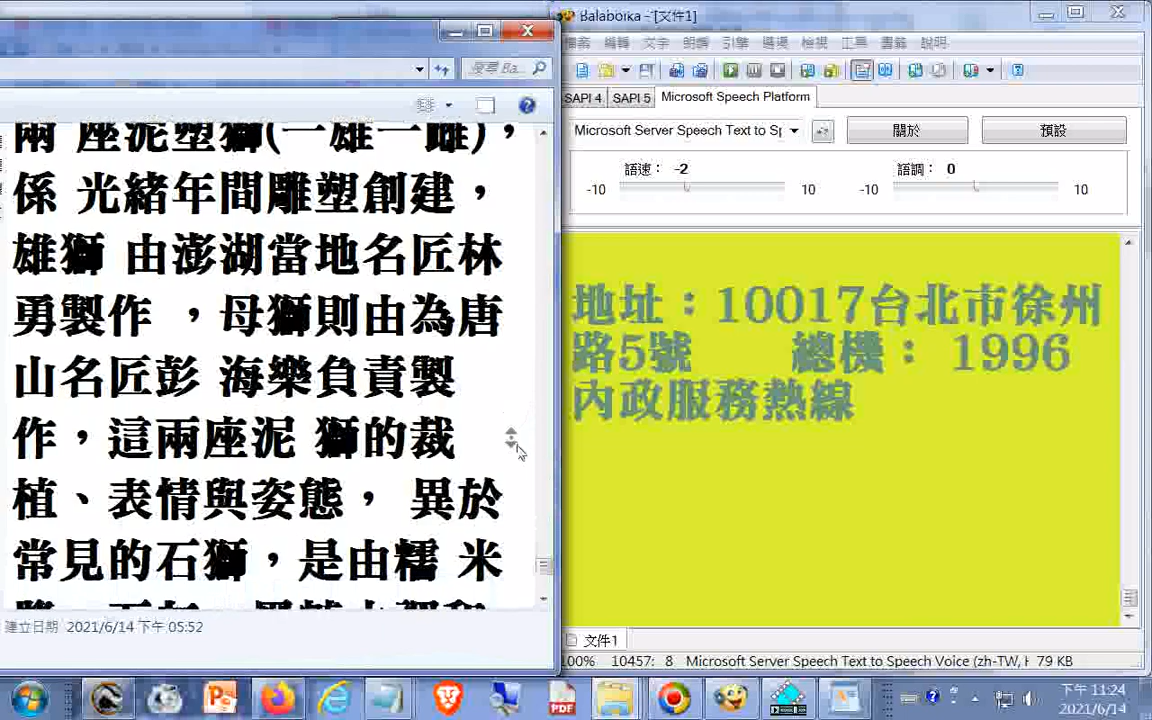 搜尋 Ba...
兩 座泥塑獅(一雄一雌)，
係 光緒年間雕塑創建，
雄獅 由澎湖當地名匠林
勇製作 ，母獅則由為唐
山名匠彭 海樂負責製
作，這兩座泥 獅的裁
植、表情與姿態， 異於
常見的石獅，是由糯 米
建立日期 2021/6/14 下午 05:52
Balabolka - [文件1]
檔案 編輯 文字 朗讀 引擎 選項 檢視 工具 書籤 說明
SAPI 4 SAPI 5 Microsoft Speech Platform
Microsoft Server Speech Text to Sp 關於 預設
語速： -2 語調： 0
-10 10 -10 10
地址：10017台北市徐州
路5號 總機： 1996
內政服務熱線
文件1
100% 10457: 8 Microsoft Server Speech Text to Speech Voice (zh-TW, H 79 KB
PDF
下午 11:24
2021/6/14